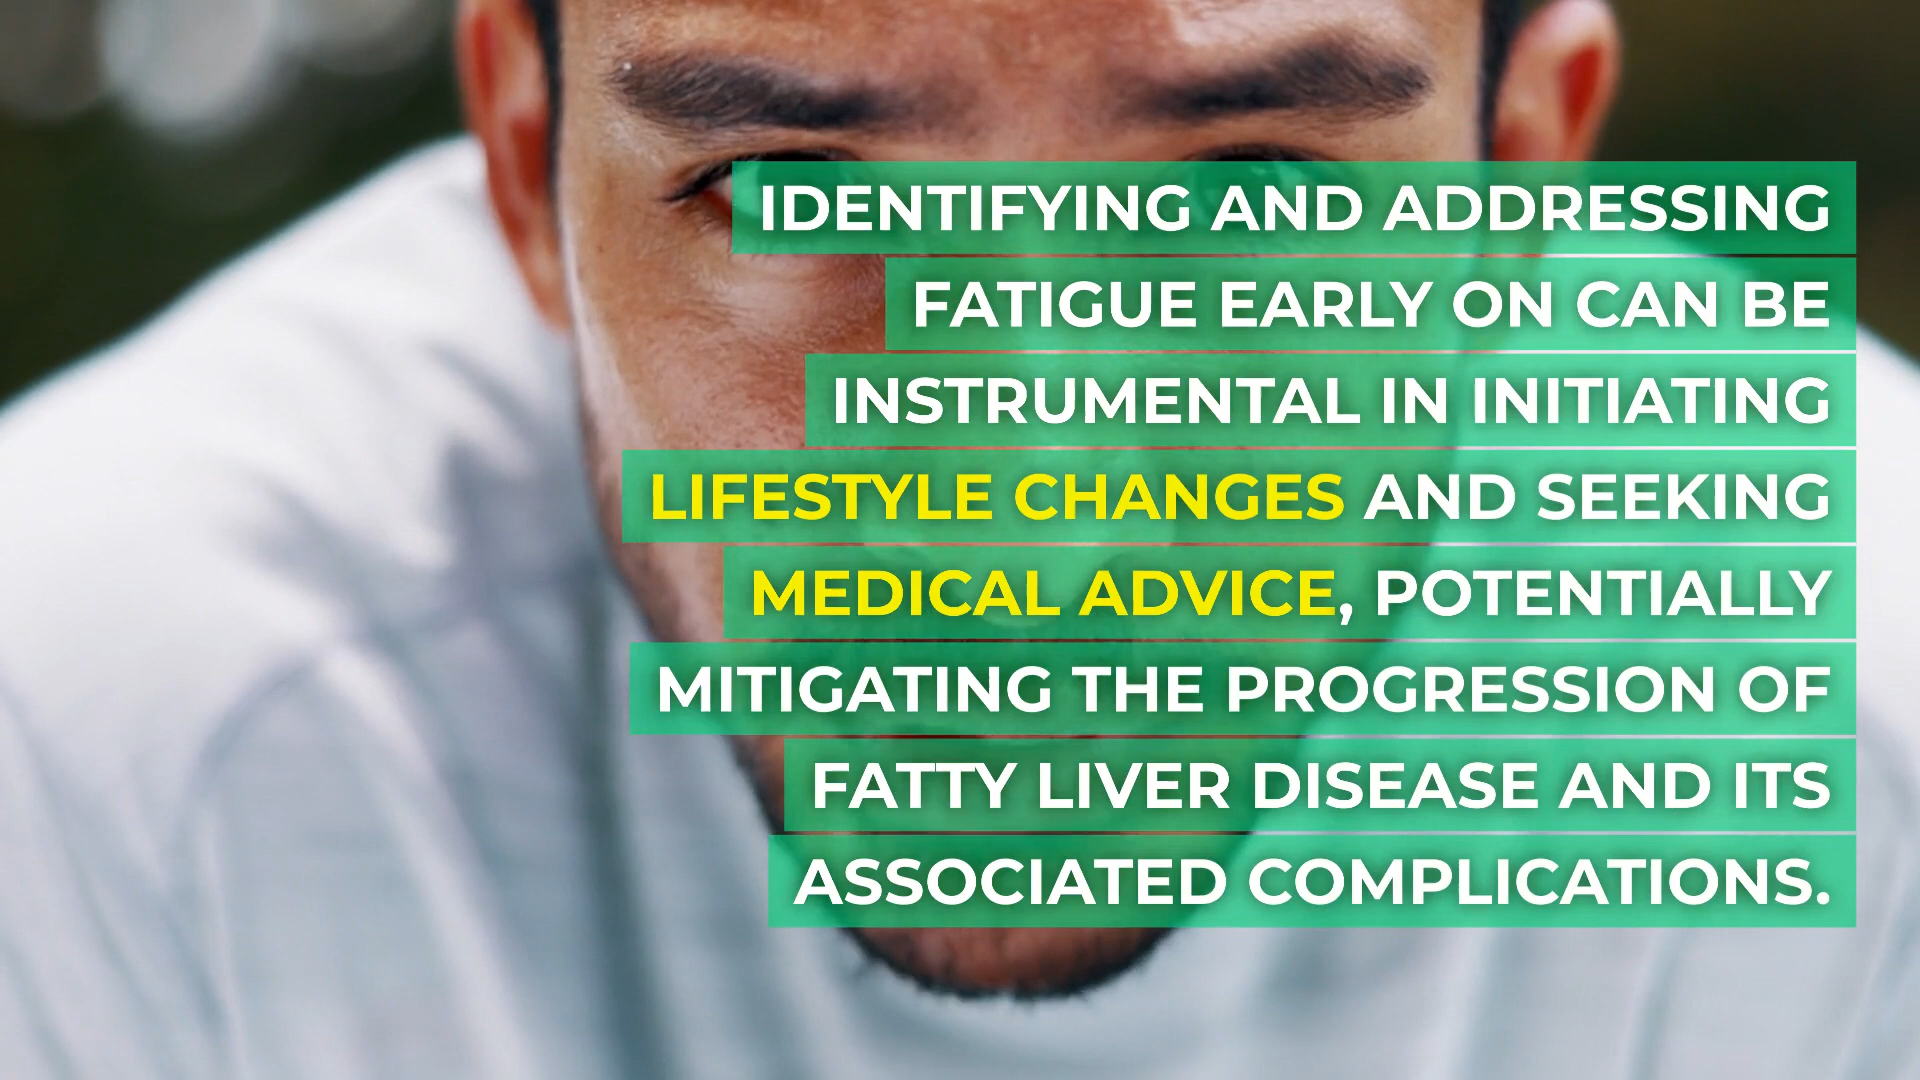 IDENTIFYING AND ADDRESSING
FATIGUE EARLY ON CAN BE
INSTRUMENTAL IN INITIATING
LIFESTYLE CHANGES AND SEEKING
MEDICAL ADVICE, POTENTIALLY
MITIGATING THE PROGRESSION OF
FATTY LIVER DISEASE AND ITS
ASSOCIATED COMPLICATIONS.